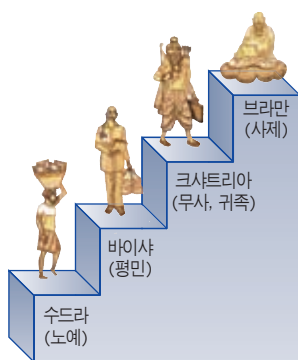 브라만
(사제)
크샤트리아
(무사, 귀족)
바이샤
(평민)
수드라
(노예)